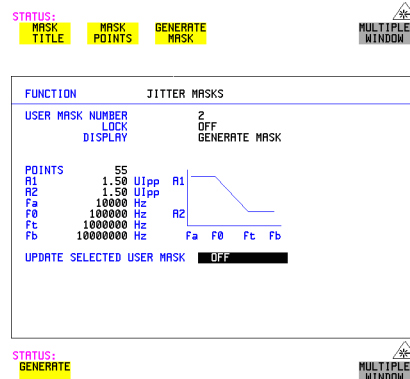 STATUS:
MASK TITLE MASK POINTS GENERATE MASK MULTIPLE WINDOW
FUNCTION JITTER MASKS
USER MASK NUMBER 2
LOCK OFF
DISPLAY GENERATE MASK
POINTS 55
A1 1.50 UIpp
A2 1.50 UIpp
Fa 10000 Hz
F0 100000 Hz
Ft 1000000 Hz
Fb 10000000 Hz
A1
A2
Fa F0 Ft Fb
UPDATE SELECTED USER MASK OFF
STATUS:
GENERATE MULTIPLE
WINDOW